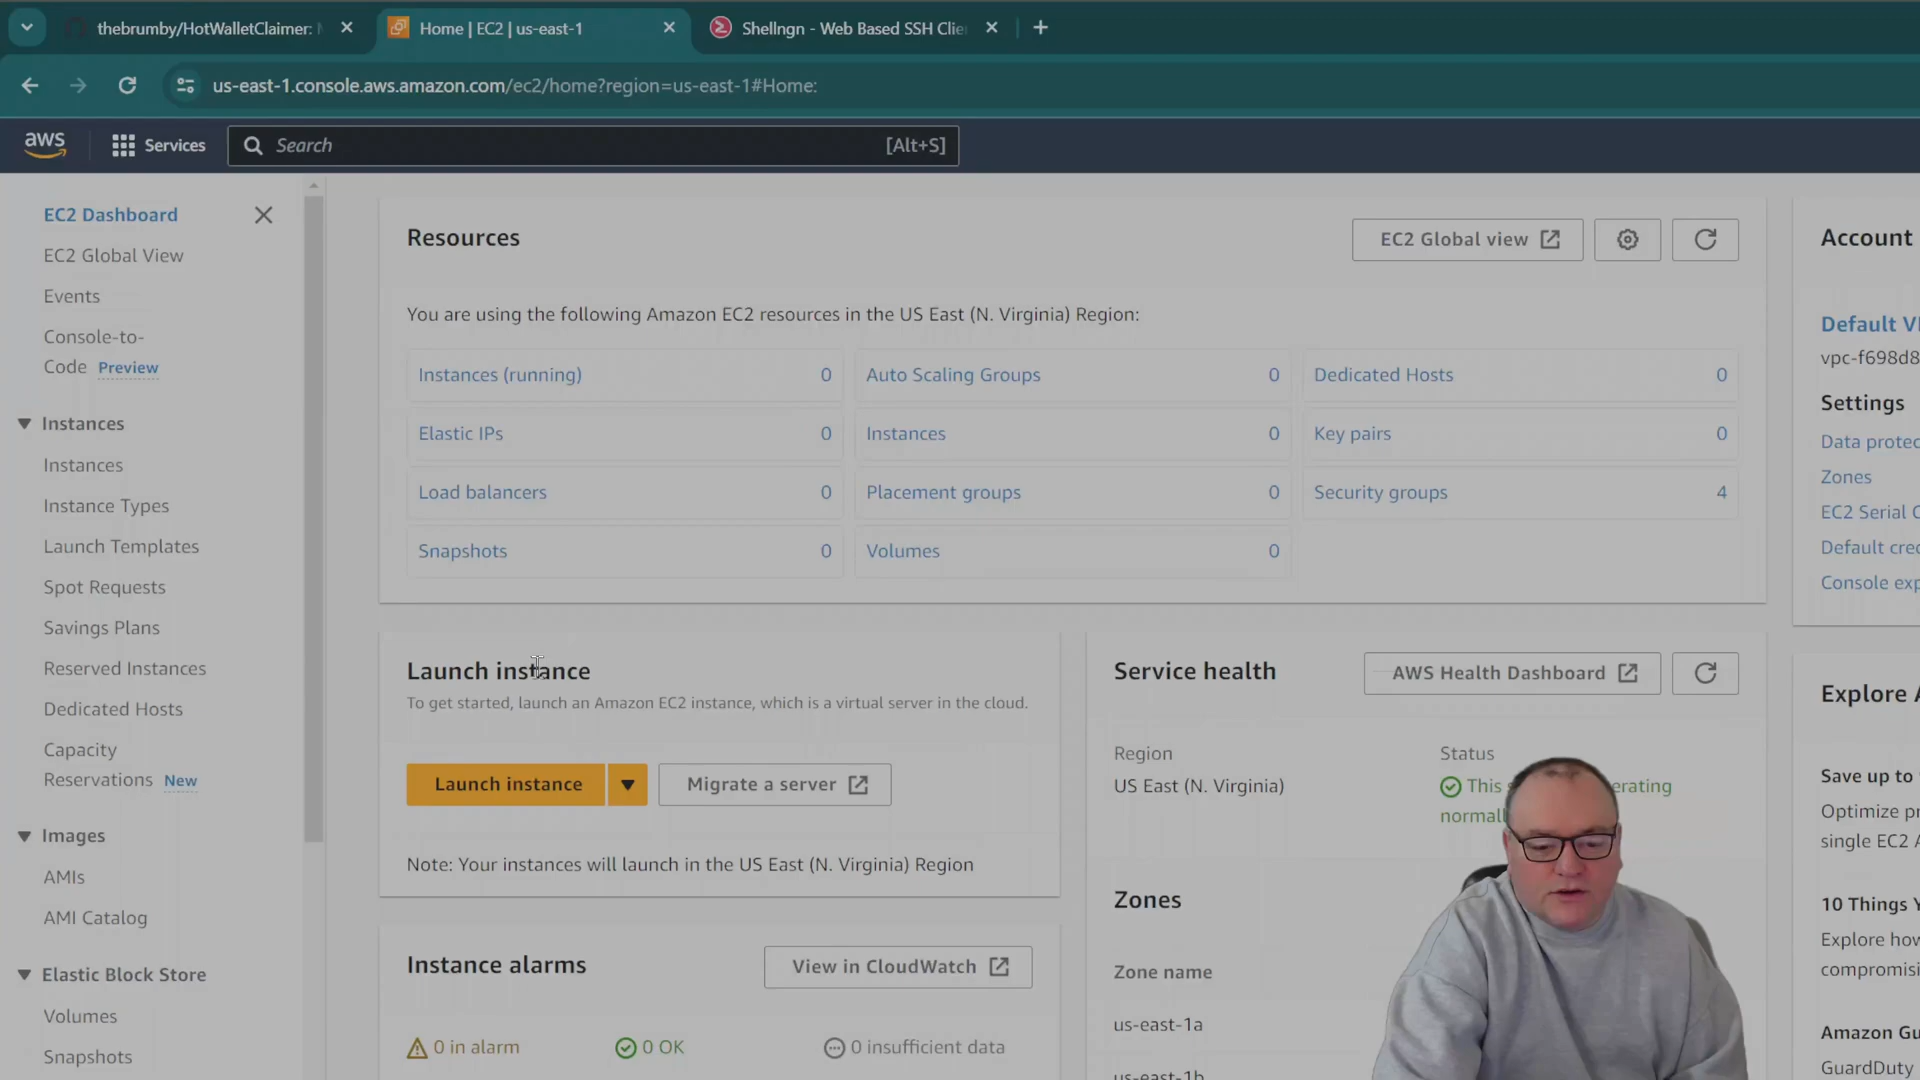 thebrumby/HotWalletClaimer:
Home | EC2 | us-east-1
Shellngn - Web Based SSH Clie
us-east-1.console.aws.amazon.com/ec2/home?region=us-east-1#Home:
aws
Services
Search
[Alt+S]
EC2 Dashboard
EC2 Global View
Events
Console-to-
Code Preview
Instances
Instances
Instance Types
Launch Templates
Spot Requests
Savings Plans
Reserved Instances
Dedicated Hosts
Capacity
Reservations New
Images
AMIs
AMI Catalog
Elastic Block Store
Volumes
Snapshots
Resources
EC2 Global view
You are using the following Amazon EC2 resources in the US East (N. Virginia) Region:
Instances (running) 0
Auto Scaling Groups 0
Dedicated Hosts 0
Elastic IPs 0
Instances 0
Key pairs 0
Load balancers 0
Placement groups 0
Security groups 4
Snapshots 0
Volumes 0
Launch instance
To get started, launch an Amazon EC2 instance, which is a virtual server in the cloud.
Launch instance
Migrate a server
Note: Your instances will launch in the US East (N. Virginia) Region
Instance alarms
View in CloudWatch
0 in alarm
0 OK
0 insufficient data
Service health
AWS Health Dashboard
Region
US East (N. Virginia)
Status
This
erating
normall
Zones
Zone name
us-east-1a
us-east-1b
Account
Default V
vpc-f698d8
Settings
Data protec
Zones
EC2 Serial C
Default cred
Console exp
Explore A
Save up to
Optimize pr
single EC2 A
10 Things Y
Explore how
compromisi
Amazon Gu
GuardDuty